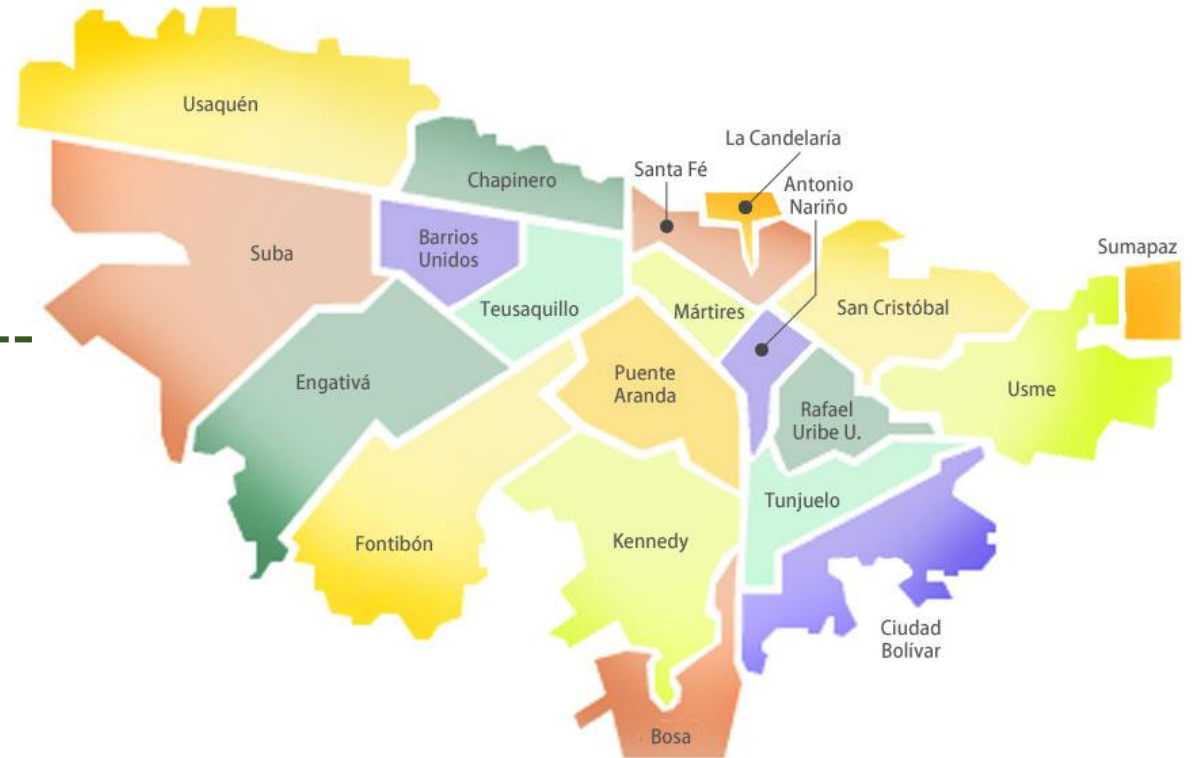 Usaquén
La Candelaría
Santa Fé
Chapinero
Antonio
Nariño
Suba
Barrios
Unidos
Sumapaz
Teusaquillo
Mártires
San Cristóbal
Engativá
Puente
Aranda
Usme
Rafael
Uribe U.
Tunjuelo
Fontibón
Kennedy
Ciudad
Bolívar
Bosa